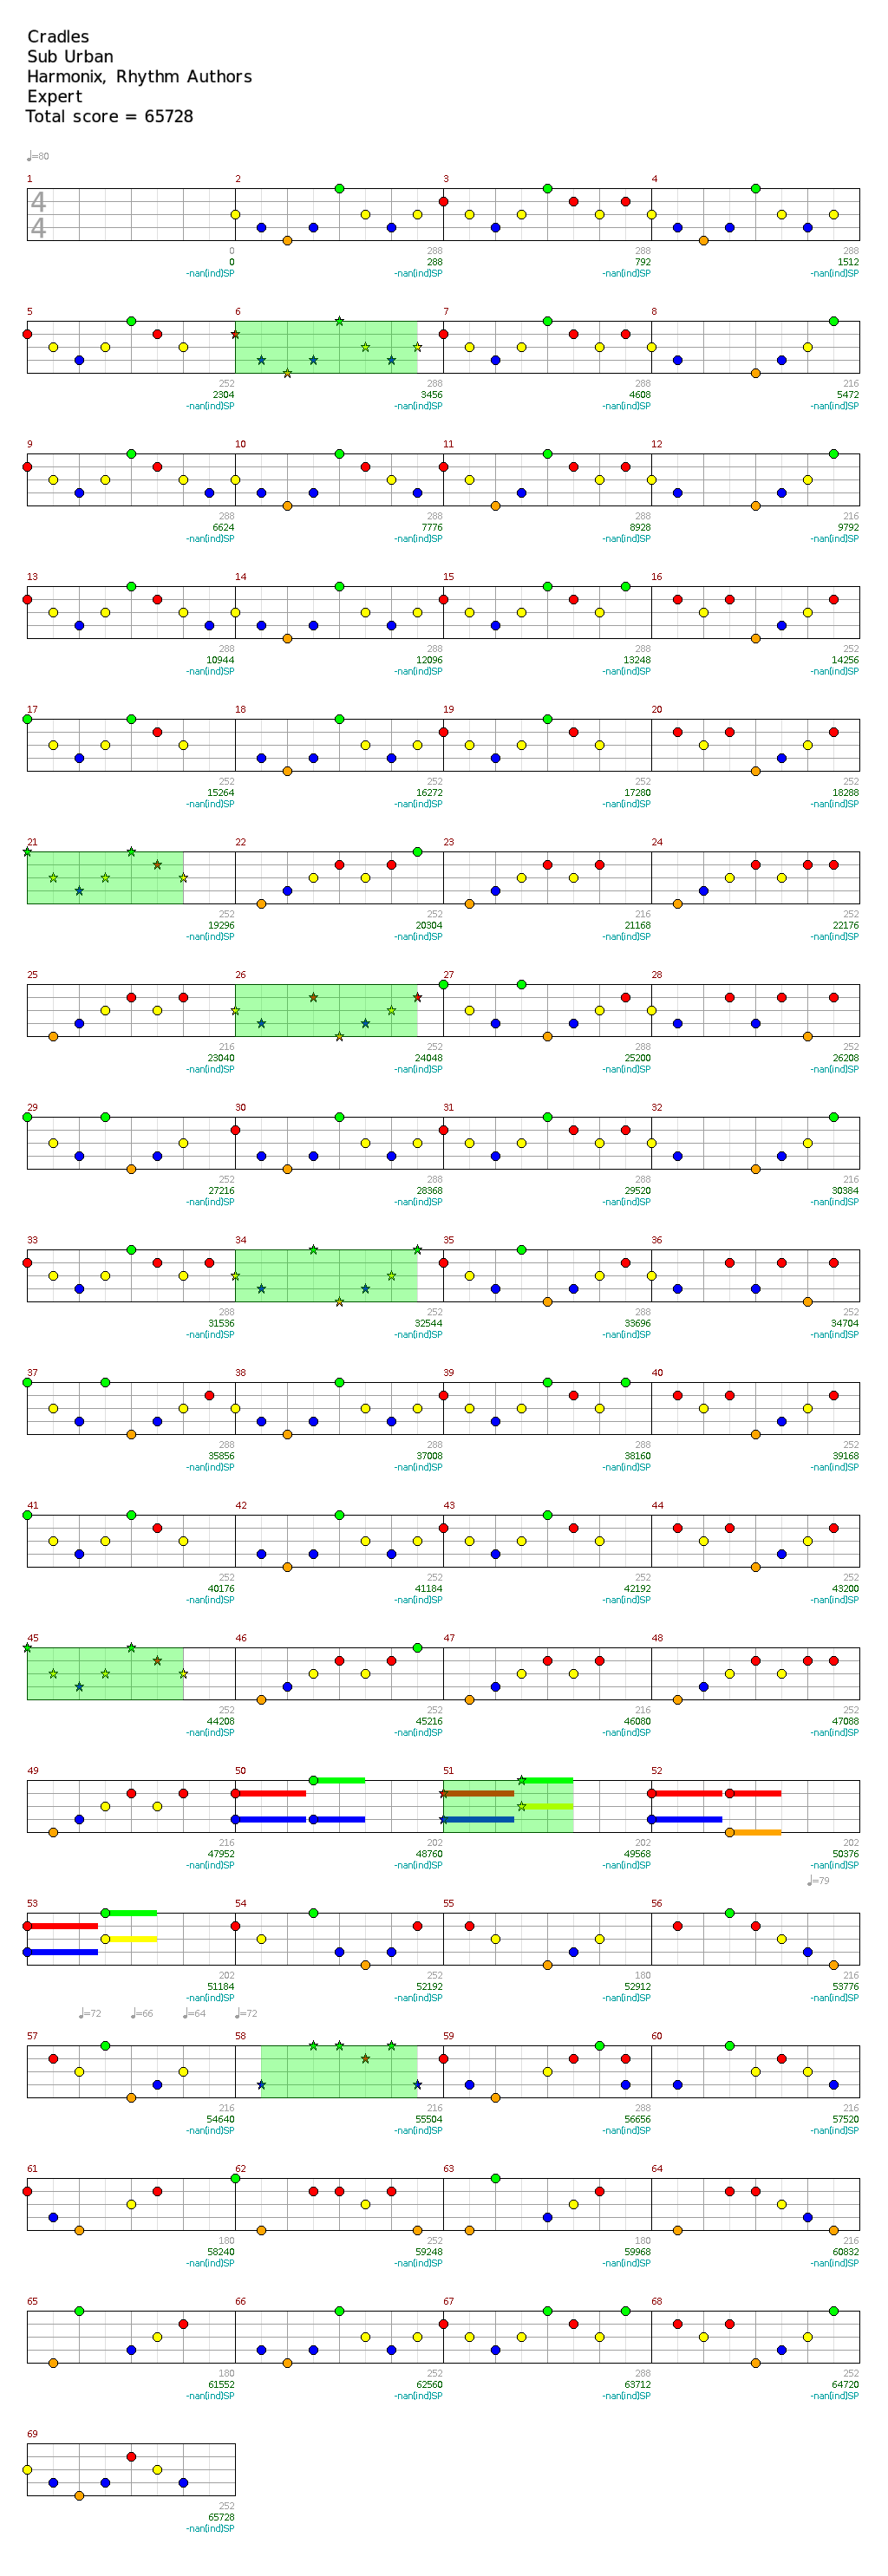 Cradles
Sub Urban
Harmonix, Rhythm Authors
Expert
Total score = 65728
♩=80
1 2 3 4
4
4
0 288 288 288
0 288 792 1512
-nan(ind)SP -nan(ind)SP -nan(ind)SP -nan(ind)SP
5 6 7 8
252 288 288 216
2304 3456 4608 5472
-nan(ind)SP -nan(ind)SP -nan(ind)SP -nan(ind)SP
9 10 11 12
288 288 288 216
6624 7776 8928 9792
-nan(ind)SP -nan(ind)SP -nan(ind)SP -nan(ind)SP
13 14 15 16
288 288 288 252
10944 12096 13248 14256
-nan(ind)SP -nan(ind)SP -nan(ind)SP -nan(ind)SP
17 18 19 20
252 252 252 252
15264 16272 17280 18288
-nan(ind)SP -nan(ind)SP -nan(ind)SP -nan(ind)SP
21 22 23 24
252 252 216 252
19296 20304 21168 22176
-nan(ind)SP -nan(ind)SP -nan(ind)SP -nan(ind)SP
25 26 27 28
216 252 288 252
23040 24048 25200 26208
-nan(ind)SP -nan(ind)SP -nan(ind)SP -nan(ind)SP
29 30 31 32
252 288 288 216
27216 28368 29520 30384
-nan(ind)SP -nan(ind)SP -nan(ind)SP -nan(ind)SP
33 34 35 36
288 252 288 252
31536 32544 33696 34704
-nan(ind)SP -nan(ind)SP -nan(ind)SP -nan(ind)SP
37 38 39 40
288 288 288 252
35856 37008 38160 39168
-nan(ind)SP -nan(ind)SP -nan(ind)SP -nan(ind)SP
41 42 43 44
252 252 252 252
40176 41184 42192 43200
-nan(ind)SP -nan(ind)SP -nan(ind)SP -nan(ind)SP
45 46 47 48
252 252 216 252
44208 45216 46080 47088
-nan(ind)SP -nan(ind)SP -nan(ind)SP -nan(ind)SP
49 50 51 52
216 202 202 202
47952 48760 49568 50376
-nan(ind)SP -nan(ind)SP -nan(ind)SP -nan(ind)SP
♩=79
53 54 55 56
202 252 180 216
51184 52192 52912 53776
-nan(ind)SP -nan(ind)SP -nan(ind)SP -nan(ind)SP
♩=72 ♩=66 ♩=64 ♩=72
57 58 59 60
216 216 288 216
54640 55504 56656 57520
-nan(ind)SP -nan(ind)SP -nan(ind)SP -nan(ind)SP
61 62 63 64
180 252 180 216
58240 59248 59968 60832
-nan(ind)SP -nan(ind)SP -nan(ind)SP -nan(ind)SP
65 66 67 68
180 252 288 252
61552 62560 63712 64720
-nan(ind)SP -nan(ind)SP -nan(ind)SP -nan(ind)SP
69
252
65728
-nan(ind)SP